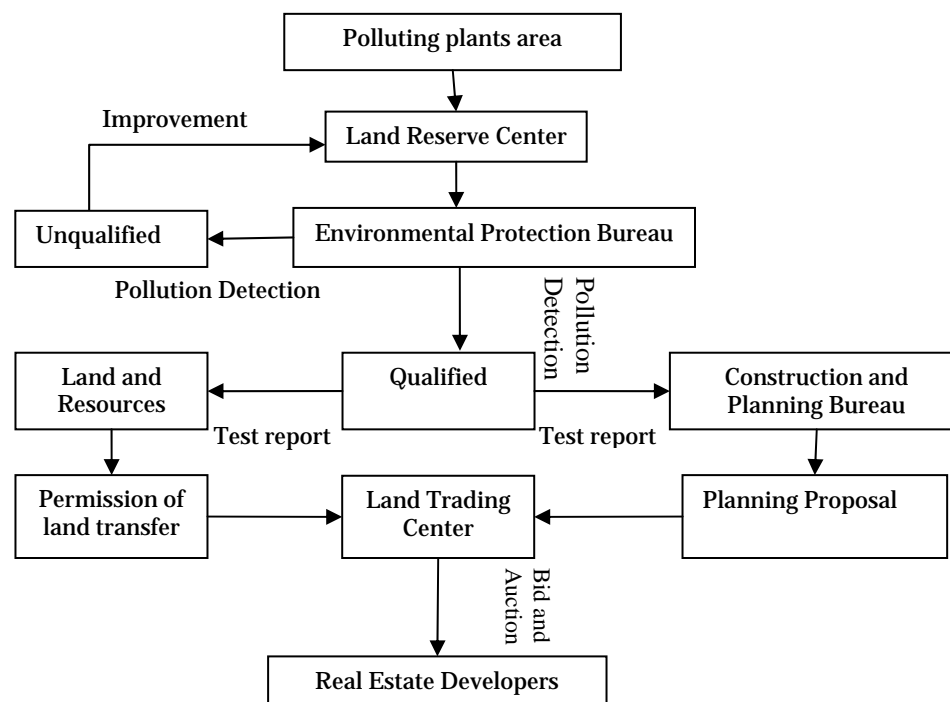 Polluting plants area
Improvement
Land Reserve Center
Unqualified
Environmental Protection Bureau
Pollution Detection
Pollution
Detection
Land and
Resources
Qualified
Construction and
Planning Bureau
Test report
Test report
Permission of
land transfer
Land Trading
Center
Planning Proposal
Bid and
Auction
Real Estate Developers